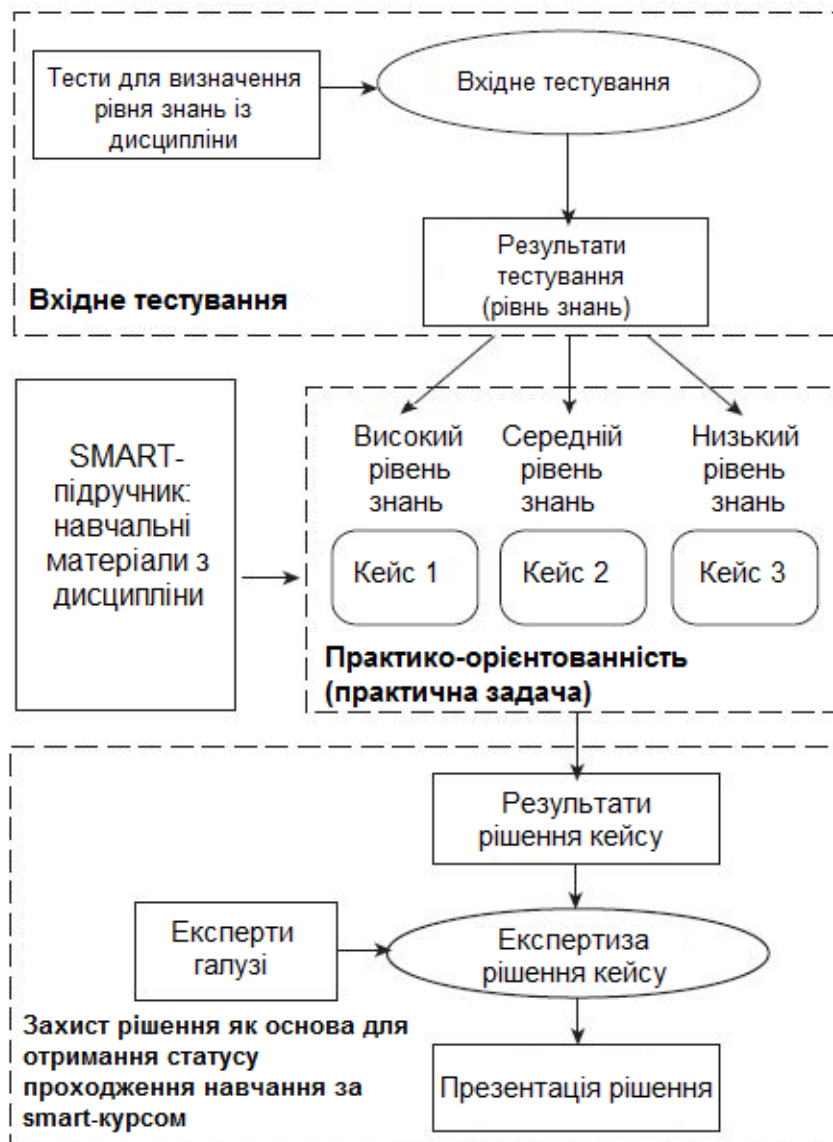 Тести для визначення
рівня знань із
дисципліни
Вхідне тестування
Результати
тестування
(рівнь знань)
Вхідне тестування
SMART-
підручник:
навчальні
матеріали з
дисципліни
Високий
рівень
знань
Середній
рівень
знань
Низький
рівень
знань
Кейс 1
Кейс 2
Кейс 3
Практико-орієнтованність
(практична задача)
Результати
рішення кейсу
Експерти
галузі
Експертиза
рішення кейсу
Захист рішення як основа для
отримання статусу
проходження навчання за
smart-курсом
Презентація рішення